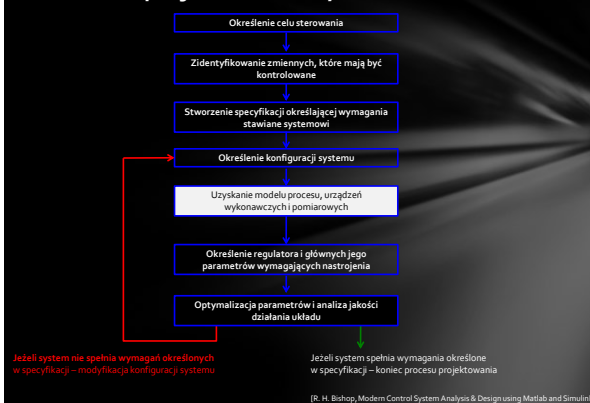 Określenie celu sterowania
Zidentyfikowanie zmiennych, które mają być
kontrolowane
Stworzenie specyfikacji określającej wymagania
stawiane systemowi
Określenie konfiguracji systemu
Uzyskanie modelu procesu, urządzeń
wykonawczych i pomiarowych
Określenie regulatora i głównych jego
parametrów wymagających nastrojenia
Optymalizacja parametrów i analiza jakości
działania układu
Jeżeli system nie spełnia wymagań określonych
w specyfikacji – modyfikacja konfiguracji systemu
Jeżeli system spełnia wymagania określone
w specyfikacji – koniec procesu projektowania
[R. H. Bishop, Modern Control System Analysis & Design using Matlab and Simulin